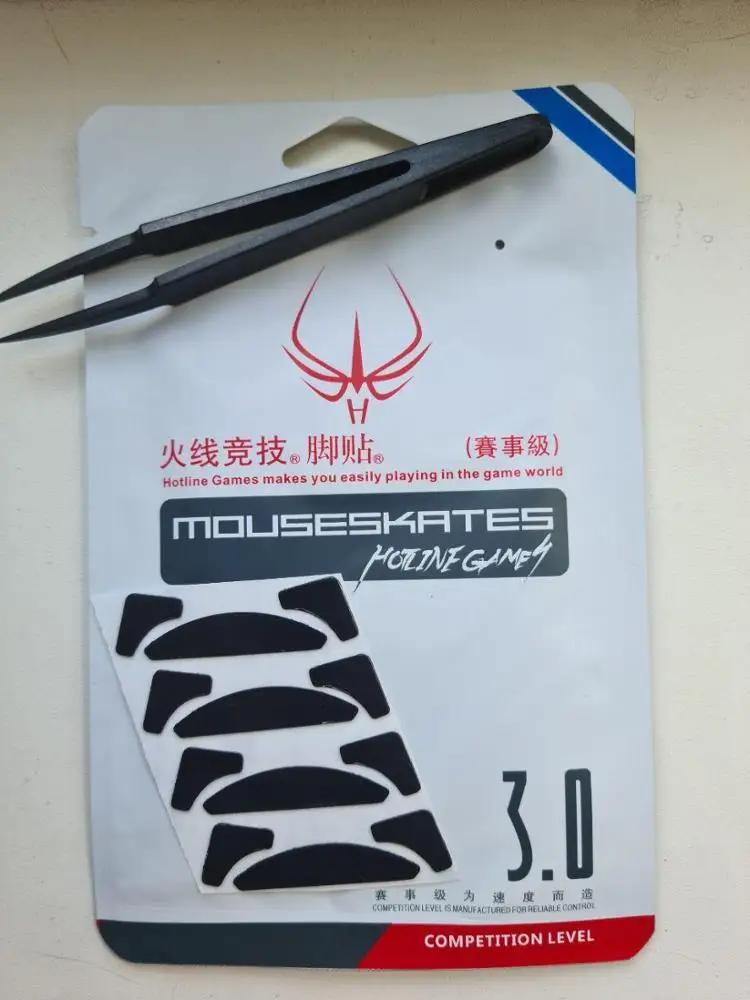 H
火线竞技® 脚贴® (賽事級)
Hotline Games makes you easily playing in the game world
MOUSESKATES
HOTLINE GAMES
3.0
赛事级为速度而造
COMPETITION LEVEL IS MANUFACTURED FOR RELIABLE CONTROL
COMPETITION LEVEL